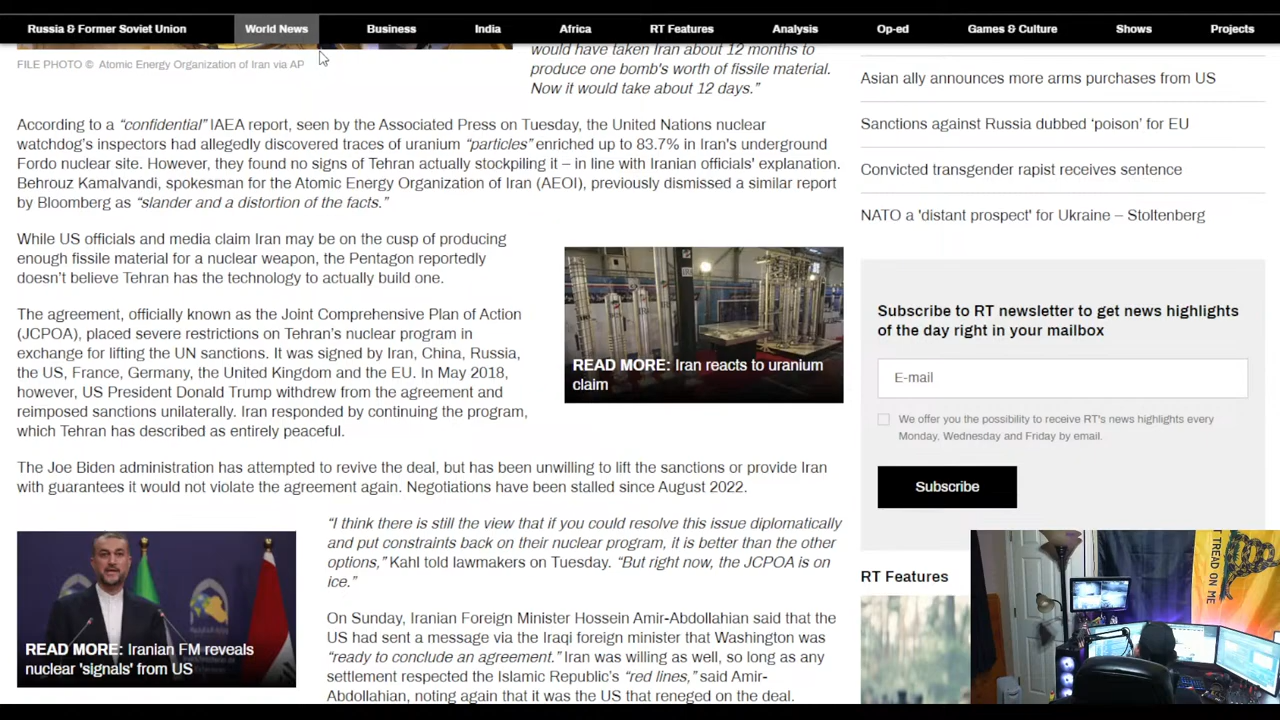 Russia & Former Soviet Union
World News
Business
India
Africa
RT Features
Analysis
Op-ed
Games & Culture
Shows
Projects
FILE PHOTO © Atomic Energy Organization of Iran via AP
would have taken Iran about 12 months to
produce one bomb's worth of fissile material.
Now it would take about 12 days.”
According to a “confidential” IAEA report, seen by the Associated Press on Tuesday, the United Nations nuclear
watchdog's inspectors had allegedly discovered traces of uranium “particles” enriched up to 83.7% in Iran's underground
Fordo nuclear site. However, they found no signs of Tehran actually stockpiling it – in line with Iranian officials' explanation.
Behrouz Kamalvandi, spokesman for the Atomic Energy Organization of Iran (AEOI), previously dismissed a similar report
by Bloomberg as “slander and a distortion of the facts.”
While US officials and media claim Iran may be on the cusp of producing
enough fissile material for a nuclear weapon, the Pentagon reportedly
doesn’t believe Tehran has the technology to actually build one.
The agreement, officially known as the Joint Comprehensive Plan of Action
(JCPOA), placed severe restrictions on Tehran’s nuclear program in
exchange for lifting the UN sanctions. It was signed by Iran, China, Russia,
the US, France, Germany, the United Kingdom and the EU. In May 2018,
however, US President Donald Trump withdrew from the agreement and
reimposed sanctions unilaterally. Iran responded by continuing the program,
which Tehran has described as entirely peaceful.
READ MORE: Iran reacts to uranium
claim
The Joe Biden administration has attempted to revive the deal, but has been unwilling to lift the sanctions or provide Iran
with guarantees it would not violate the agreement again. Negotiations have been stalled since August 2022.
READ MORE: Iranian FM reveals
nuclear 'signals' from US
“I think there is still the view that if you could resolve this issue diplomatically
and put constraints back on their nuclear program, it is better than the other
options,” Kahl told lawmakers on Tuesday. “But right now, the JCPOA is on
ice.”
On Sunday, Iranian Foreign Minister Hossein Amir-Abdollahian said that the
US had sent a message via the Iraqi foreign minister that Washington was
“ready to conclude an agreement.” Iran was willing as well, so long as any
settlement respected the Islamic Republic’s “red lines,” said Amir-
Abdollahian, noting again that it was the US that reneged on the deal.
Asian ally announces more arms purchases from US
Sanctions against Russia dubbed ‘poison’ for EU
Convicted transgender rapist receives sentence
NATO a 'distant prospect' for Ukraine – Stoltenberg
Subscribe to RT newsletter to get news highlights
of the day right in your mailbox
E-mail
We offer you the possibility to receive RT's news highlights every
Monday, Wednesday and Friday by email.
Subscribe
RT Features
TREAD ON ME